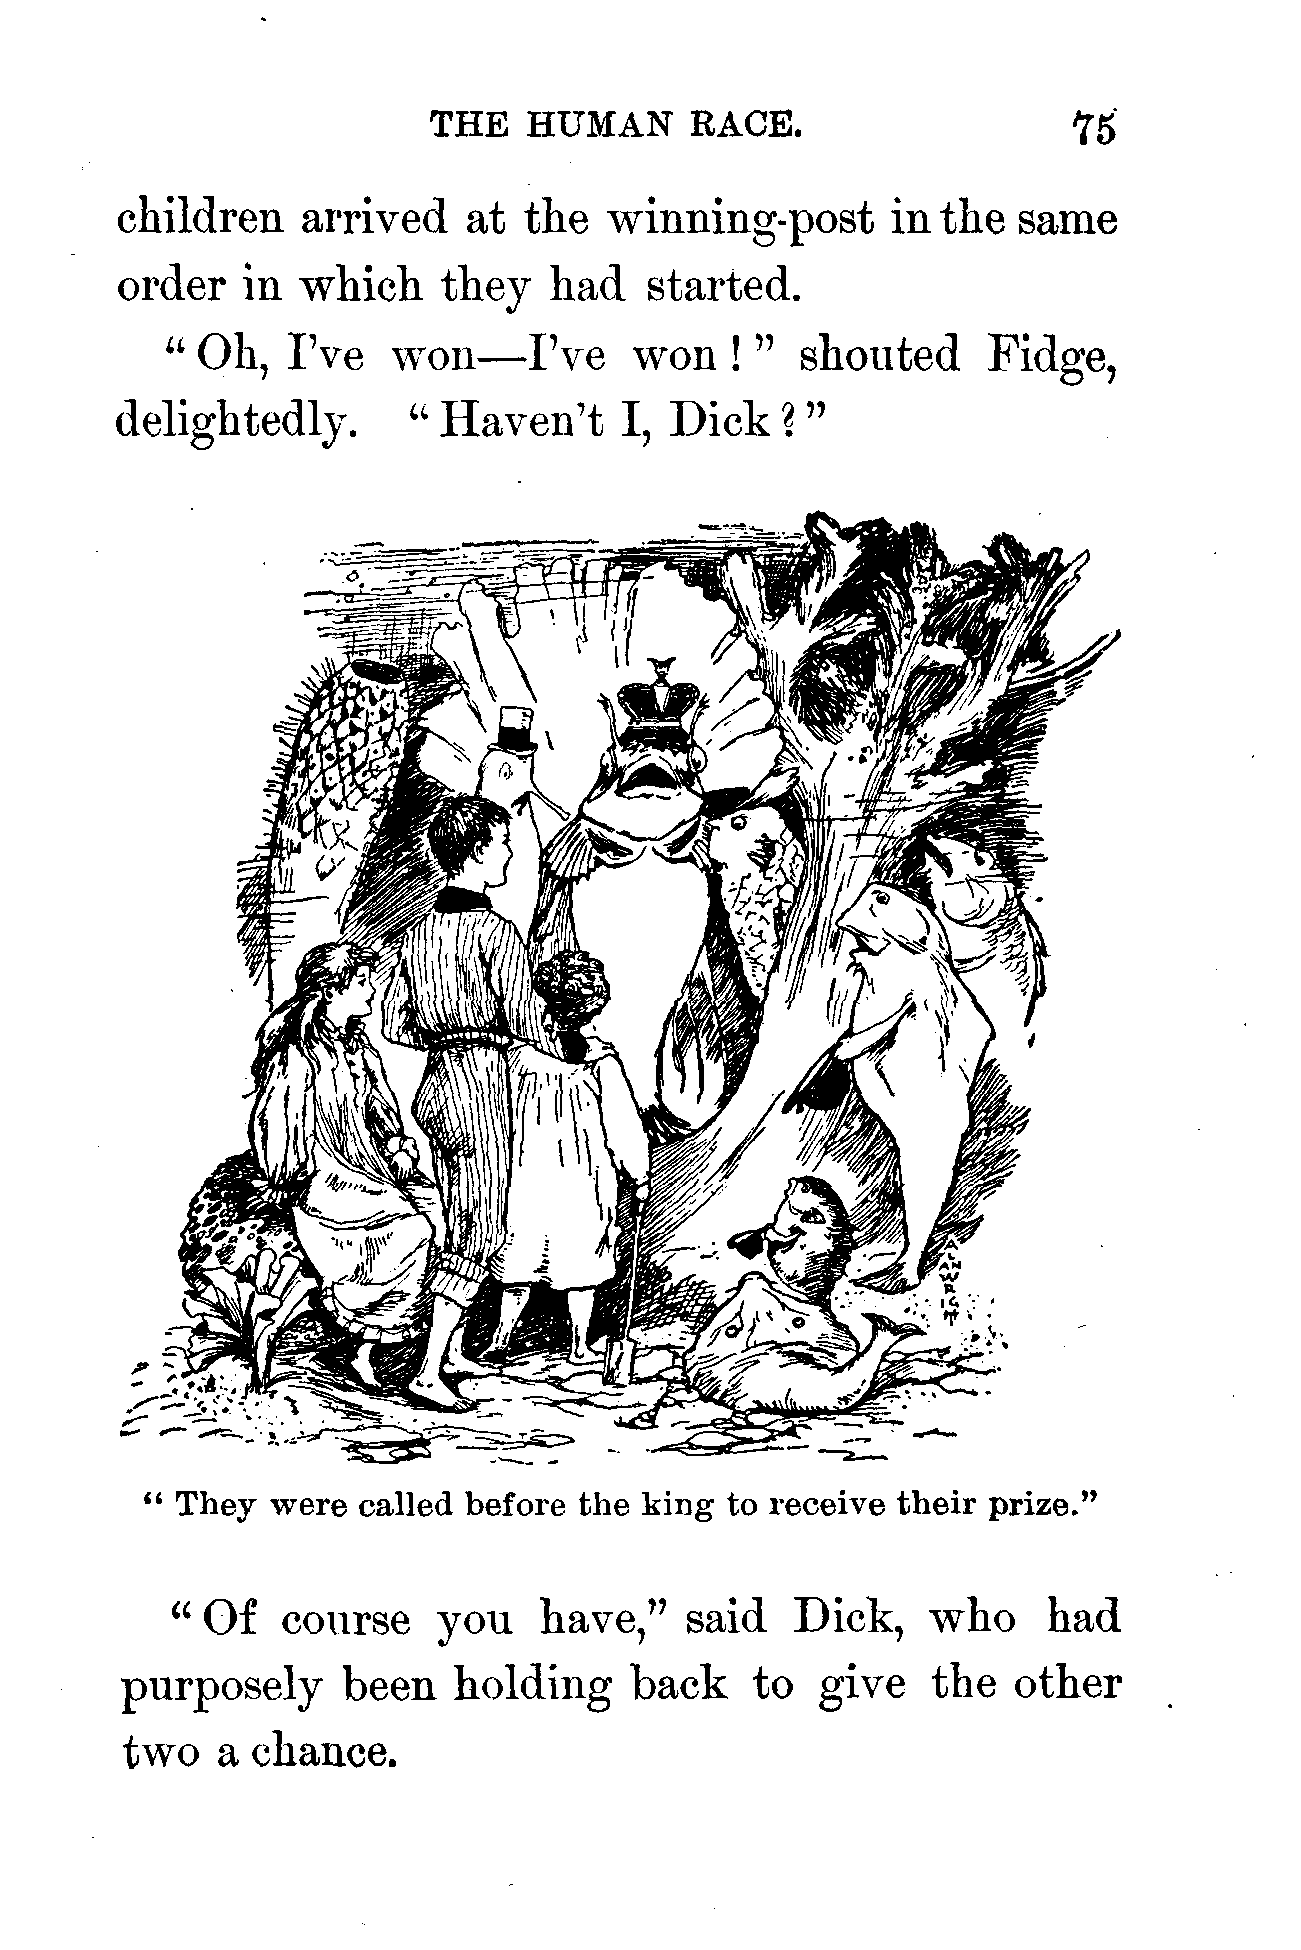 THE HUMAN RACE. 75
children arrived at the winning-post in the same
order in which they had started.
“Oh, I’ve won—I’ve won!” shouted Fidge,
delightedly. “Haven’t I, Dick?”
“They were called before the king to receive their prize.”
“Of course you have,” said Dick, who had
purposely been holding back to give the other
two a chance.